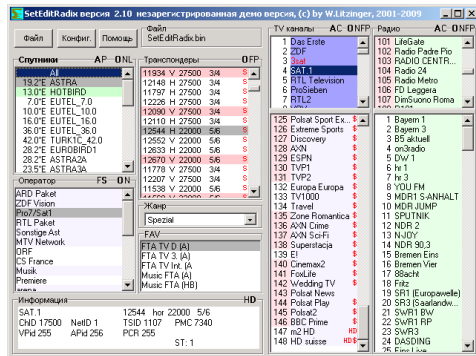 SetEditRadix версия 2.10 незарегистрированная демо версия, (c) by W.Litzinger, 2001-2009
Файл
Конфиг.
Помощь
Файл
SetEditRadix.bin
Спутники AP ONL
All
19.2°E ASTRA
13.0°E HOTBIRD
7.0°E EUTEL_7.0
10.0°E EUTEL_10.0
16.0°E EUTEL_16.0
36.0°E EUTEL_36.0
42.0°E TURK1C_42.0
28.2°E EUROBIRD1
28.2°E ASTRA2A
23.5°E ASTRA3A
Оператор FS ON
ARD Paket
ZDF Vision
Pro7/Sat1
RTL Paket
Sonstige Ast
MTV Network
ORF
CS France
Musik
Premiere
Транспондеры OFP
11934 V 27500 3/4 S
12148 H 27500 3/4 S
11797 H 27500 3/4 S
12226 H 27500 3/4 S
12090 V 27500 3/4 S
12110 H 27500 3/4 S
12544 H 22000 5/6 S
12552 V 22000 5/6 S
12633 H 22000 5/6 S
12670 V 22000 5/6 S
11778 V 27500 3/4 S
12207 V 27500 3/4 S
11538 V 22000 5/6 S
Жанр
Spezial
FAV
FTA TV D (A)
FTA TV 3. (A)
FTA TV Int. (A
Music FTA (A)
Music FTA (HB)
Информация HD
SAT.1 12544 hor 22000 5/6
ChID 17500 NetID 1 TSID 1107 PMC 7340
VPid 255 APid 256 PCR 255
ST: 1
TV каналы AC ONFP
1 Das Erste
2 ZDF
3 3sat
4 SAT.1
5 RTL Television
6 ProSieben
7 RTL2
125 Polsat Sport Ex... $
126 Extreme Sports $
127 Discovery $
128 AXN $
129 ESPN $
130 TVP1 $
131 TVP2 $
132 Europa Europa $
133 TV1000 $
134 Travel $
135 Zone Romantica $
136 AXN Crime $
137 AXN Sci-Fi $
138 Superstacja $
139 E! $
140 Cinemax2 $
141 FoxLife $
142 Wedding TV $
143 Polsat News
144 Polsat Play $
145 Polsat2 $
146 BBC Prime $
147 m2 HD HD
148 HD suisse HD$
Радио AC ONFP
101 LifeGate
102 Radio Padre Pio
103 RADIO CENTR...
104 Radio 24
105 Radio Metro
106 FD Leggera
107 DimSuono Roma
1 Bayern 1
2 Bayern 3
3 B5 aktuell
4 on3radio
5 DW 1
6 hr1
7 hr3
8 YOU FM
9 MDR1 S-ANHALT
10 MDR JUMP
11 SPUTNIK
12 NDR 2
13 N-JOY
14 NDR 90,3
15 Bremen Eins
16 Bremen Vier
17 88acht
18 Fritz
19 SR1 (Europawelle)
20 SR3 (Saarlandw...
21 SWR1 BW
22 SWR1 RP
23 SWR3
24 DASDING
25 Eins Live